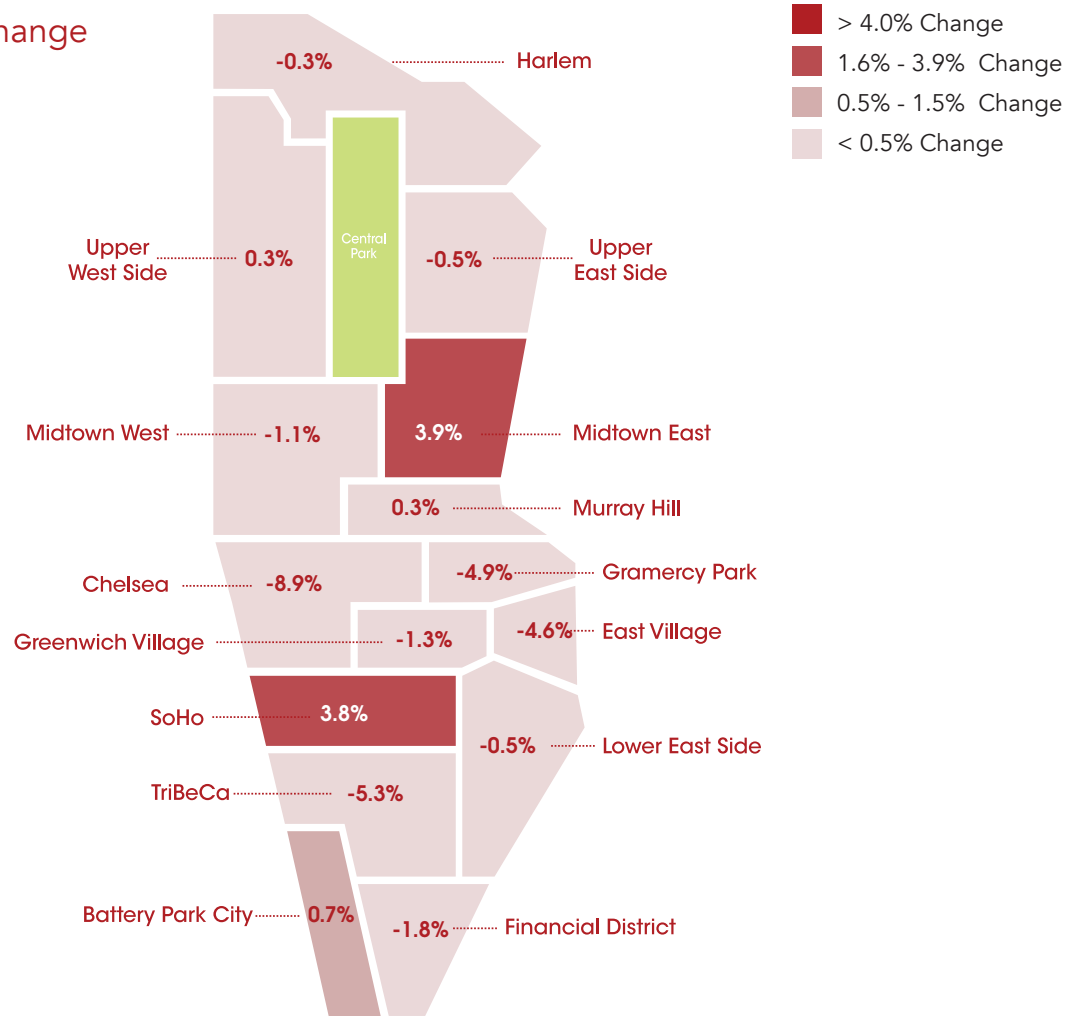 > 4.0% Change
1.6% - 3.9% Change
0.5% - 1.5% Change
< 0.5% Change
-0.3%
Harlem
Central
Park
Upper
West Side
0.3%
-0.5%
Upper
East Side
Midtown West
-1.1%
3.9%
Midtown East
0.3%
Murray Hill
Chelsea
-8.9%
-4.9%
Gramercy Park
Greenwich Village
-1.3%
-4.6%
East Village
SoHo
3.8%
-0.5%
Lower East Side
TriBeCa
-5.3%
Battery Park City
0.7%
-1.8%
Financial District